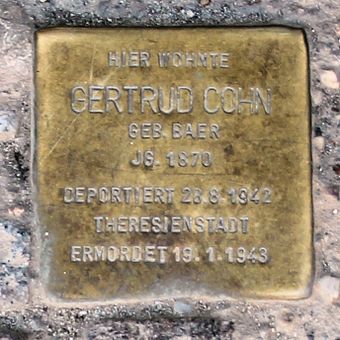 HIER WOHNTE
GERTRUD COHN
GEB. BAER
JG. 1870
DEPORTIERT 28.8.1942
THERESIENSTADT
ERMORDET 19.1.1943